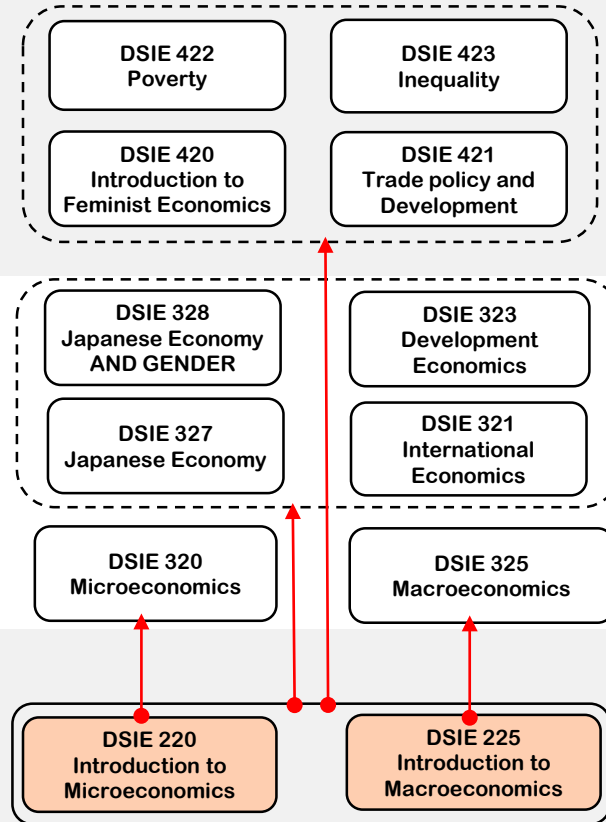 DSIE 422
Poverty
DSIE 423
Inequality
DSIE 420
Introduction to
Feminist Economics
DSIE 421
Trade policy and
Development
DSIE 328
Japanese Economy
AND GENDER
DSIE 323
Development
Economics
DSIE 327
Japanese Economy
DSIE 321
International
Economics
DSIE 320
Microeconomics
DSIE 325
Macroeconomics
DSIE 220
Introduction to
Microeconomics
DSIE 225
Introduction to
Macroeconomics